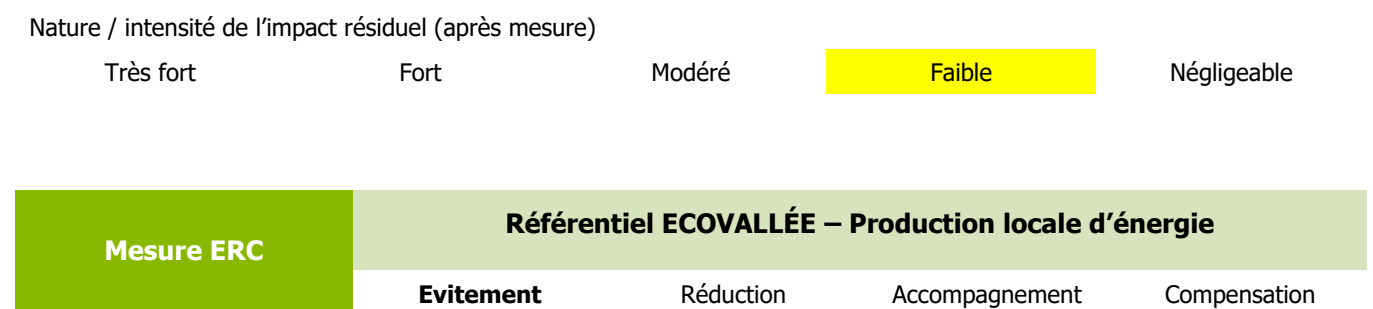 Nature / intensité de l’impact résiduel (après mesure)
Très fort Fort Modéré Faible Négligeable
Mesure ERC
Référentiel ECOVALLÉE – Production locale d’énergie
Evitement Réduction Accompagnement Compensation